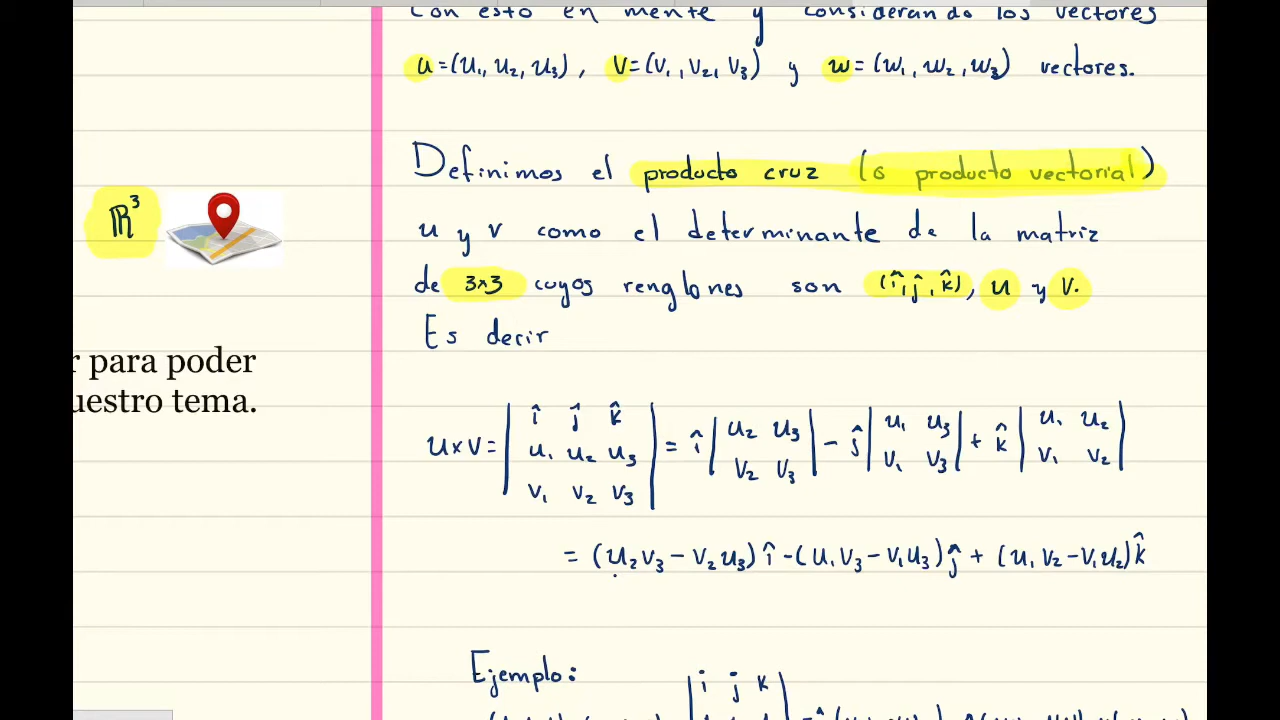 Con esto en mente y considerando los vectores
u=(u₁, u₂, u₃), v=(v₁, v₂, v₃) y w=(w₁, w₂, w₃) vectores.
Definimos el producto cruz (o producto vectorial)
u y v como el determinante de la matriz
de 3×3 cuyos renglones son (î, ĵ, k̂), u y v.
Es decir
ℝ³
r para poder
uestro tema.
u×v = | î ĵ k̂ | = î | u₂ u₃ | - ĵ | u₁ u₃ | + k̂ | u₁ u₂ |
| u₁ u₂ u₃ | | v₂ v₃ | | v₁ v₃ | | v₁ v₂ |
| v₁ v₂ v₃ |
= (u₂v₃ - v₂u₃) î - (u₁v₃ - v₁u₃) ĵ + (u₁v₂ - v₁u₂) k̂
Ejemplo:
| i j k |